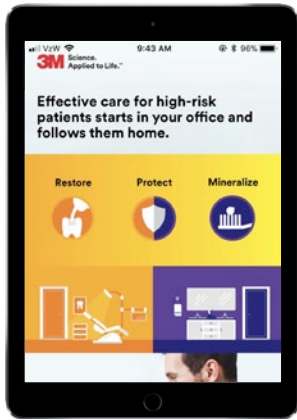 VzW 9:43 AM 96%
3M Science.
Applied to Life.™
Effective care for high-risk
patients starts in your office and
follows them home.
Restore Protect Mineralize